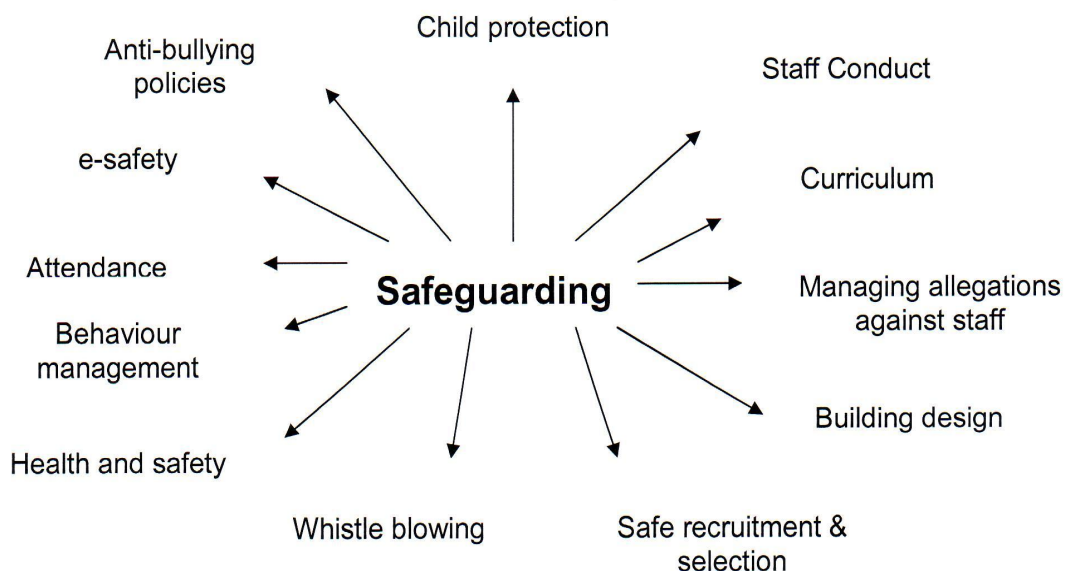 Child protection
Anti-bullying
policies
Staff Conduct
e-safety
Curriculum
Attendance
Safeguarding
Managing allegations
against staff
Behaviour
management
Building design
Health and safety
Whistle blowing
Safe recruitment &
selection